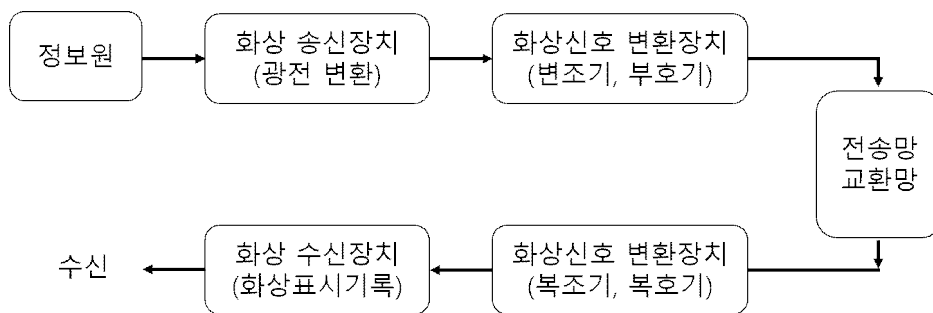 정보원
화상 송신장치
(광전 변환)
화상신호 변환장치
(변조기, 부호기)
전송망
교환망
화상신호 변환장치
(복조기, 복호기)
화상 수신장치
(화상표시기록)
수신